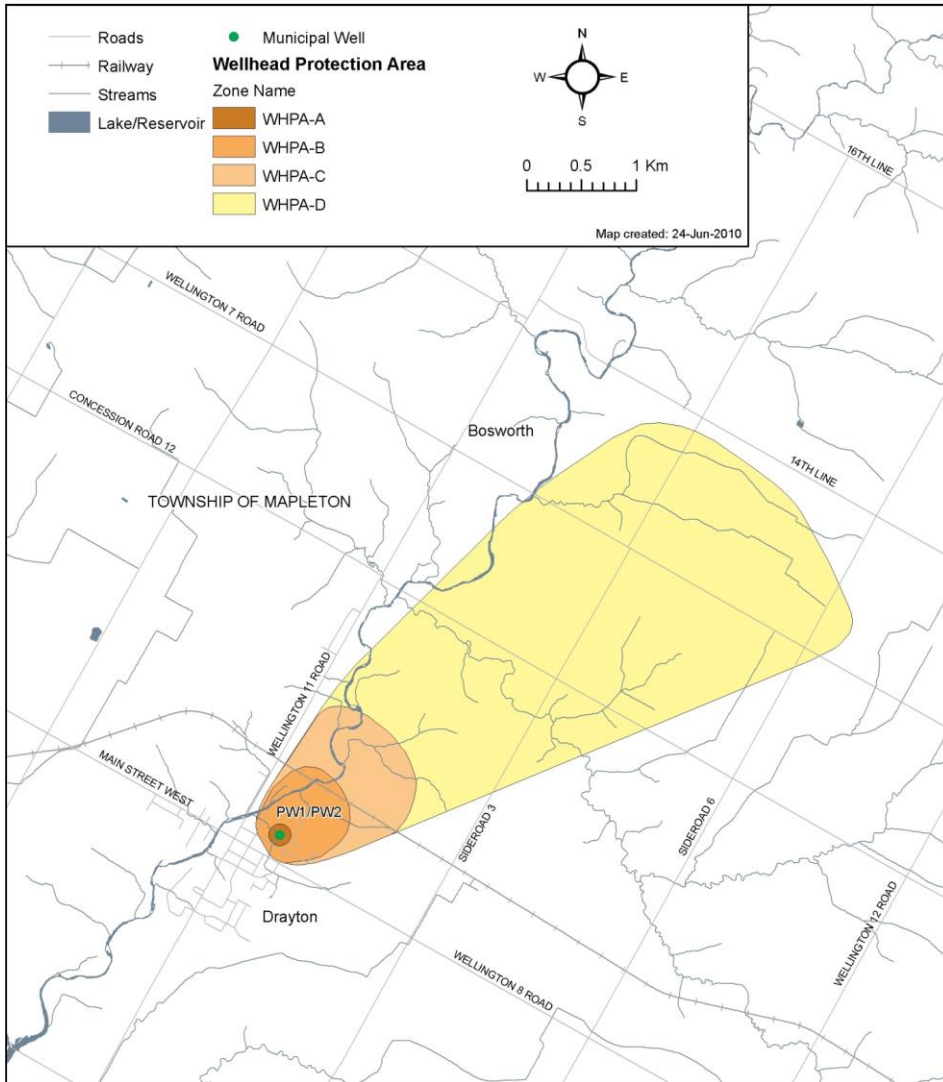 Roads
Railway
Streams
Lake/Reservoir
Municipal Well
Wellhead Protection Area
Zone Name
WHPA-A
WHPA-B
WHPA-C
WHPA-D
N
W E
S
0 0.5 1 Km
Map created: 24-Jun-2010
16TH LINE
WELLINGTON 7 ROAD
CONCESSION ROAD 12
Bosworth
14TH LINE
TOWNSHIP OF MAPLETON
WELLINGTON 11 ROAD
MAIN STREET WEST
PW1/PW2
SIDEROAD 3
SIDEROAD 6
Drayton
WELLINGTON 12 ROAD
WELLINGTON 8 ROAD